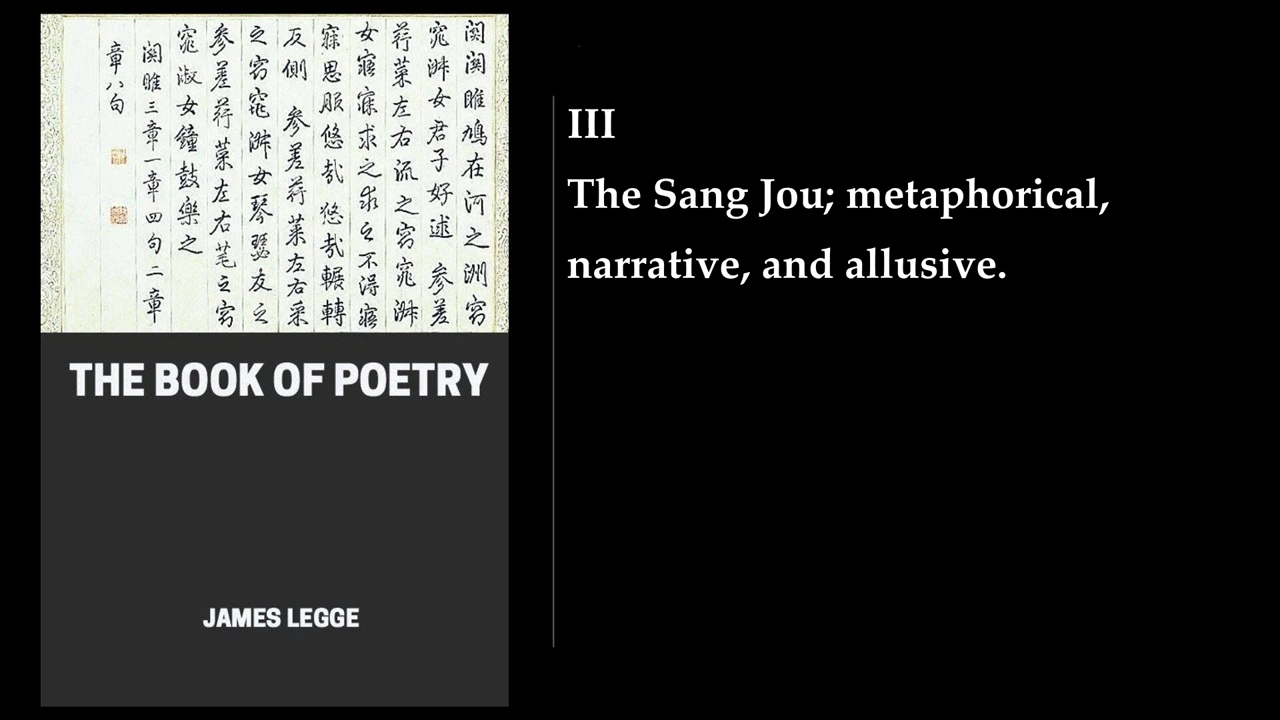 關關雎鳩在河之洲窈
窕淑女君子好逑 參差
荇菜左右流之窈窕淑
女寤寐求之求之不得寤
寐思服悠哉悠哉輾轉
反側 參差荇菜左右采
之窈窕淑女琴瑟友之
參差荇菜左右芼之窈
窕淑女鐘鼓樂之
關雎三章一章四句二章
章八句
THE BOOK OF POETRY
JAMES LEGGE
III
The Sang Jou; metaphorical,
narrative, and allusive.